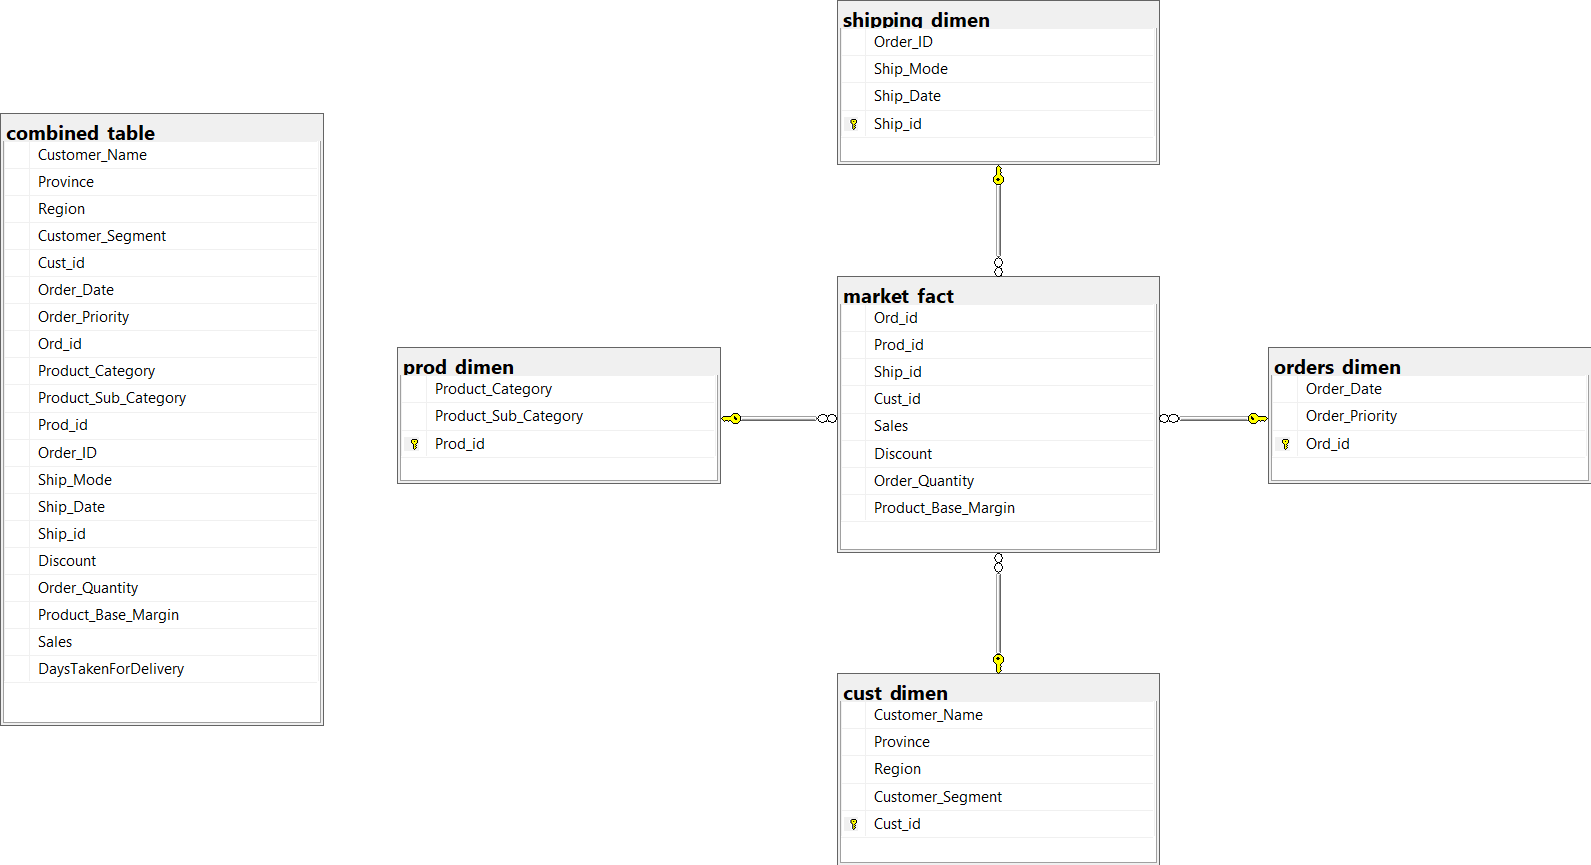 shipping_dimen
Order_ID
Ship_Mode
Ship_Date
Ship_id
combined_table
Customer_Name
Province
Region
Customer_Segment
Cust_id
Order_Date
Order_Priority
Ord_id
Product_Category
Product_Sub_Category
Prod_id
Order_ID
Ship_Mode
Ship_Date
Ship_id
Discount
Order_Quantity
Product_Base_Margin
Sales
DaysTakenForDelivery
prod_dimen
Product_Category
Product_Sub_Category
Prod_id
market_fact
Ord_id
Prod_id
Ship_id
Cust_id
Sales
Discount
Order_Quantity
Product_Base_Margin
orders_dimen
Order_Date
Order_Priority
Ord_id
cust_dimen
Customer_Name
Province
Region
Customer_Segment
Cust_id